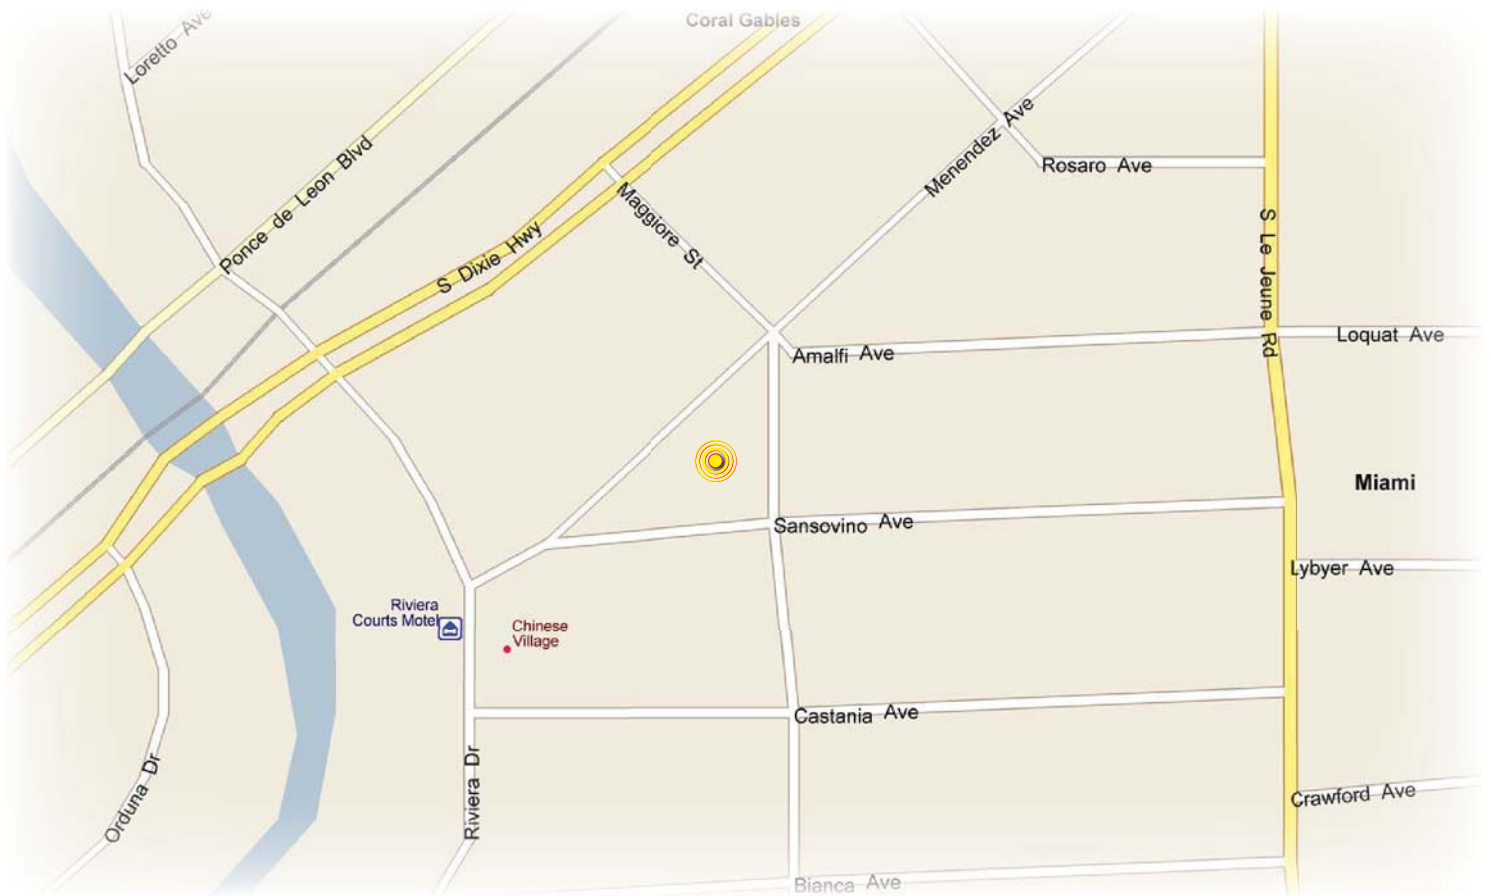 Coral Gables
Loretto Ave
Ponce de Leon Blvd
S Dixie Hwy
Maggiore St
Menendez Ave
Rosaro Ave
S Le Jeune Rd
Loquat Ave
Amalfi Ave
Miami
Sansovino Ave
Lybyer Ave
Riviera
Courts Motel
Chinese
Village
Castania Ave
Orduna Dr
Riviera Dr
Crawford Ave
Bianca Ave